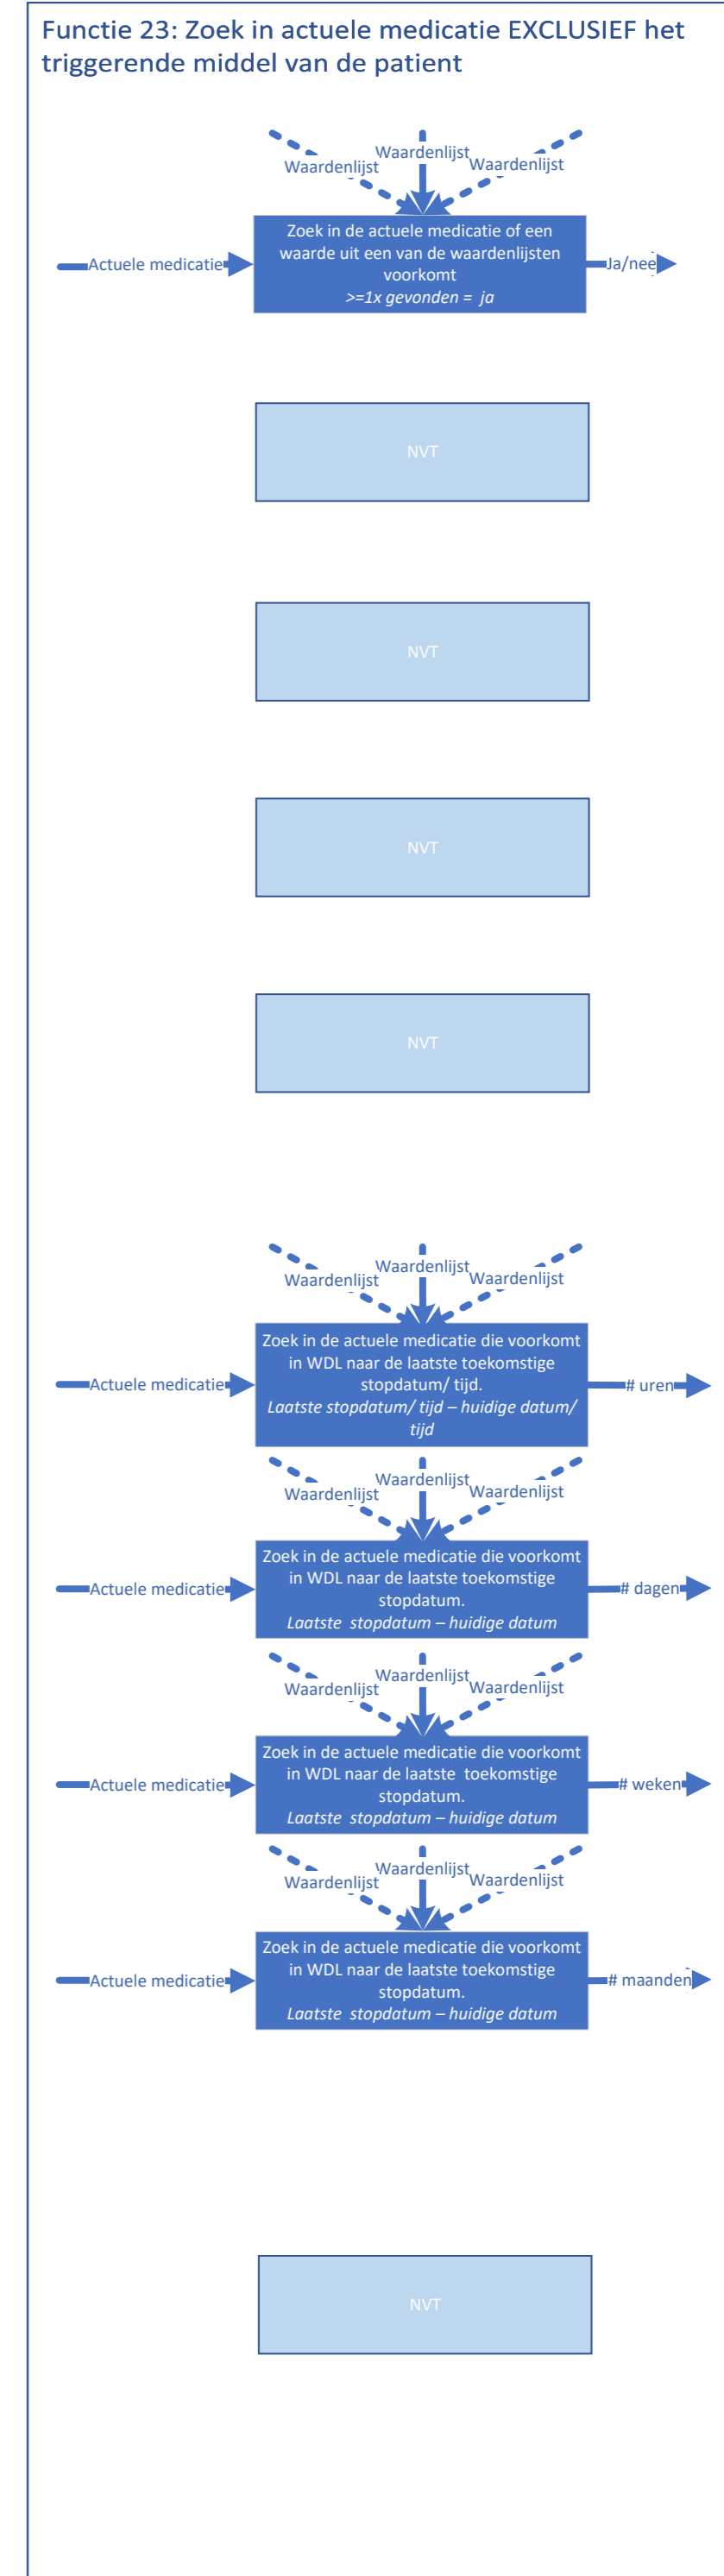 Functie 23: Zoek in actuele medicatie EXCLUSIEF het
triggerende middel van de patient
Waardenlijst
Waardenlijst
Waardenlijst
Actuele medicatie
Zoek in de actuele medicatie of een
waarde uit een van de waardenlijsten
voorkomt
>=1x gevonden = ja
Ja/nee
NVT
NVT
NVT
NVT
Waardenlijst
Waardenlijst
Waardenlijst
Actuele medicatie
Zoek in de actuele medicatie die voorkomt
in WDL naar de laatste toekomstige
stopdatum/ tijd.
Laatste stopdatum/ tijd – huidige datum/
tijd
# uren
Waardenlijst
Waardenlijst
Waardenlijst
Actuele medicatie
Zoek in de actuele medicatie die voorkomt
in WDL naar de laatste toekomstige
stopdatum.
Laatste stopdatum – huidige datum
# dagen
Waardenlijst
Waardenlijst
Waardenlijst
Actuele medicatie
Zoek in de actuele medicatie die voorkomt
in WDL naar de laatste toekomstige
stopdatum.
Laatste stopdatum – huidige datum
# weken
Waardenlijst
Waardenlijst
Waardenlijst
Actuele medicatie
Zoek in de actuele medicatie die voorkomt
in WDL naar de laatste toekomstige
stopdatum.
Laatste stopdatum – huidige datum
# maanden
NVT